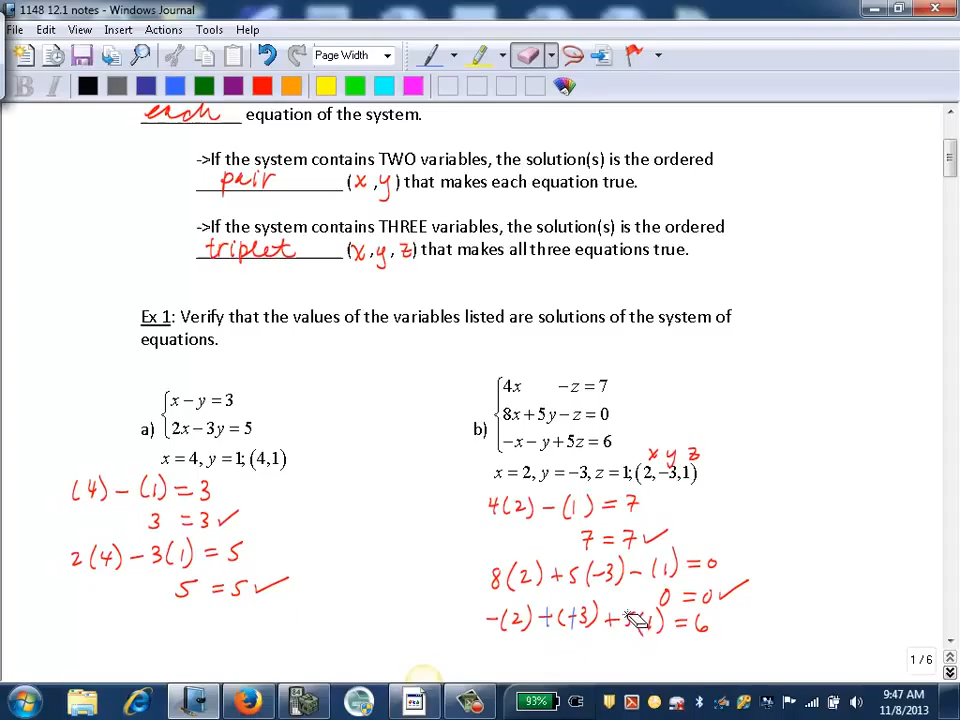 1148 12.1 notes - Windows Journal
File Edit View Insert Actions Tools Help
Page Width
B I
each equation of the system.
->If the system contains TWO variables, the solution(s) is the ordered
pair (x,y) that makes each equation true.
->If the system contains THREE variables, the solution(s) is the ordered
triplet (x,y,z) that makes all three equations true.
Ex 1: Verify that the values of the variables listed are solutions of the system of
equations.
a) x - y = 3
2x - 3y = 5
x = 4, y = 1; (4,1)
(4) - (1) = 3
3 = 3 ✓
2(4) - 3(1) = 5
5 = 5 ✓
b) 4x - z = 7
8x + 5y - z = 0
-x - y + 5z = 6
x y z
x = 2, y = -3, z = 1; (2,-3,1)
4(2) - (1) = 7
7 = 7 ✓
8(2) + 5(-3) - (1) = 0
0 = 0 ✓
-(2) + (+3) + 5(1) = 6
1 / 6
93%
9:47 AM
11/8/2013